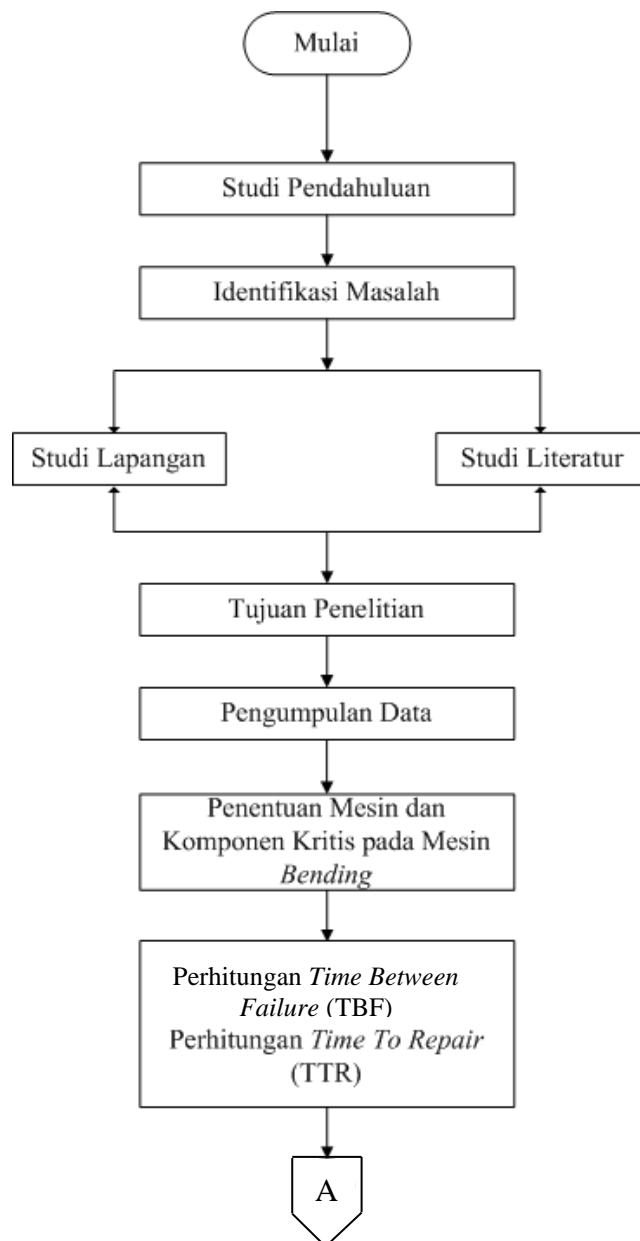 Mulai
Studi Pendahuluan
Identifikasi Masalah
Studi Lapangan
Studi Literatur
Tujuan Penelitian
Pengumpulan Data
Penentuan Mesin dan
Komponen Kritis pada Mesin
Bending
Perhitungan Time Between
Failure (TBF)
Perhitungan Time To Repair
(TTR)
A